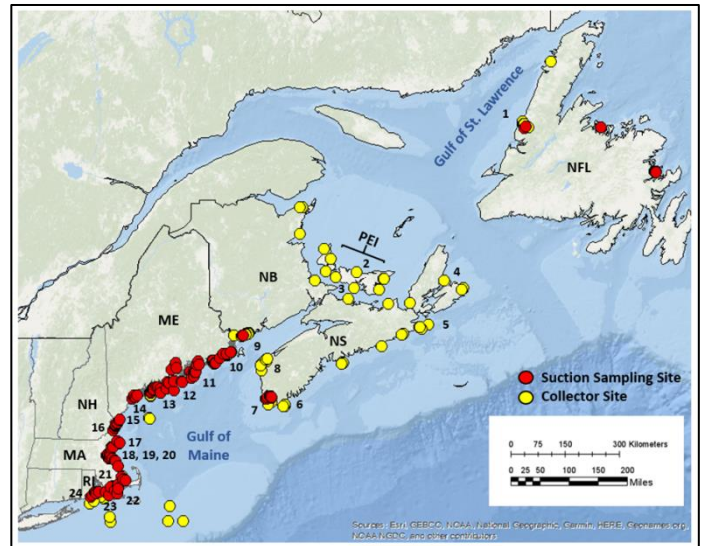 Gulf of St. Lawrence
1
NFL
PEI
2
NB
3
4
ME
9
5
NS
10
8
11
12
13
14
7
6
NH
15
16
Gulf of
Maine
17
MA
18, 19, 20
21
RI
22
24
23
Suction Sampling Site
Collector Site
0 75 150 300 Kilometers
0 25 50 100 150 200
Miles
Sources: Esri, GEBCO, NOAA, National Geographic, Garmin, HERE, Geonames.org,
NOAA NGDC, and other contributors